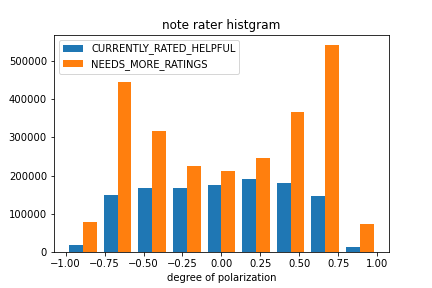 note rater histgram
CURRENTLY_RATED_HELPFUL
NEEDS_MORE_RATINGS
500000
400000
300000
200000
100000
0
−1.00 −0.75 −0.50 −0.25 0.00 0.25 0.50 0.75 1.00
degree of polarization